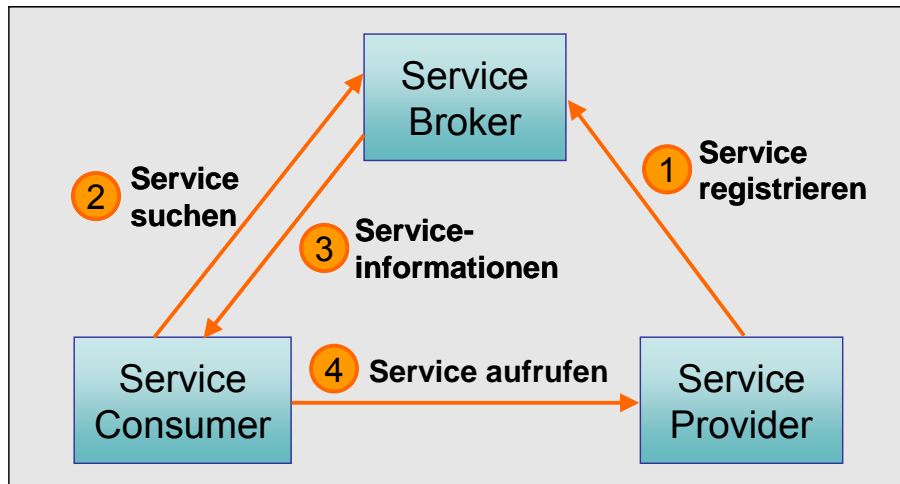 Service
Broker
1
Service
registrieren
2
Service
suchen
3
Service-
informationen
4
Service aufrufen
Service
Consumer
Service
Provider